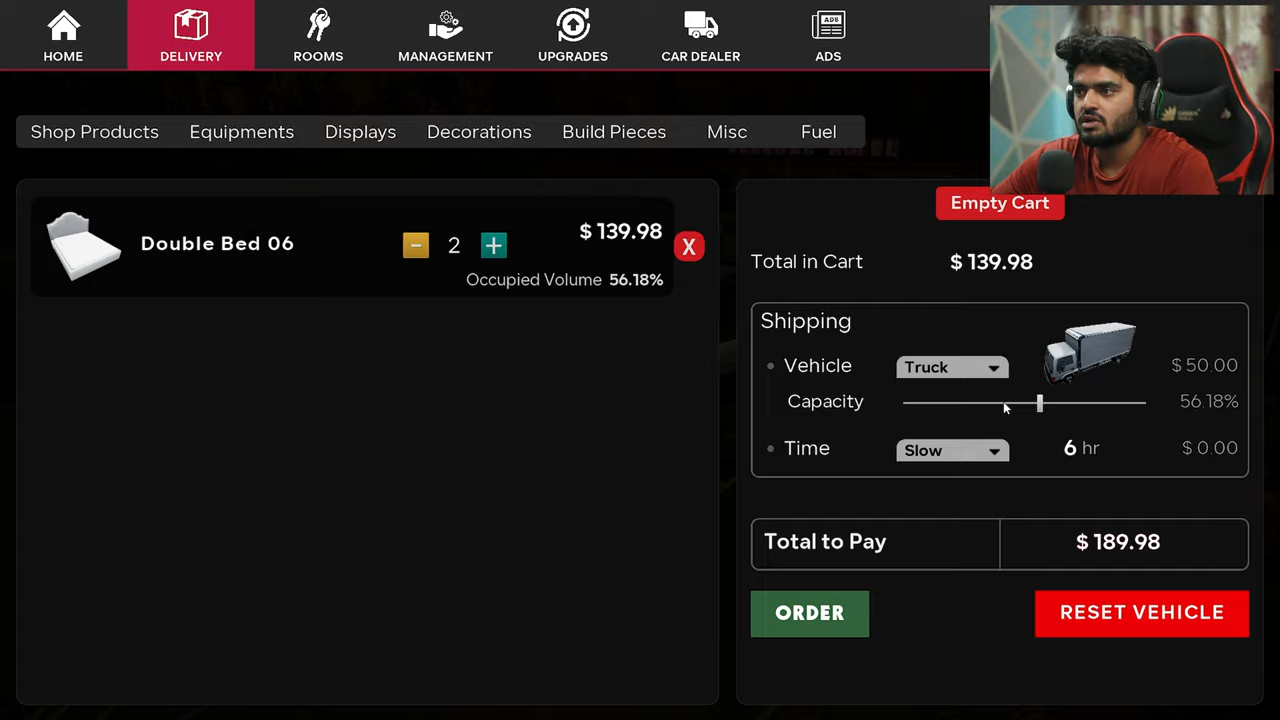 HOME
DELIVERY
ROOMS
MANAGEMENT
UPGRADES
CAR DEALER
ADS
ADS
Shop Products
Equipments
Displays
Decorations
Build Pieces
Misc
Fuel
Double Bed 06
-
2
+
$ 139.98
X
Occupied Volume 56.18%
Empty Cart
Total in Cart $ 139.98
Shipping
Vehicle Truck $ 50.00
Capacity 56.18%
Time Slow 6 hr $ 0.00
Total to Pay $ 189.98
ORDER
RESET VEHICLE